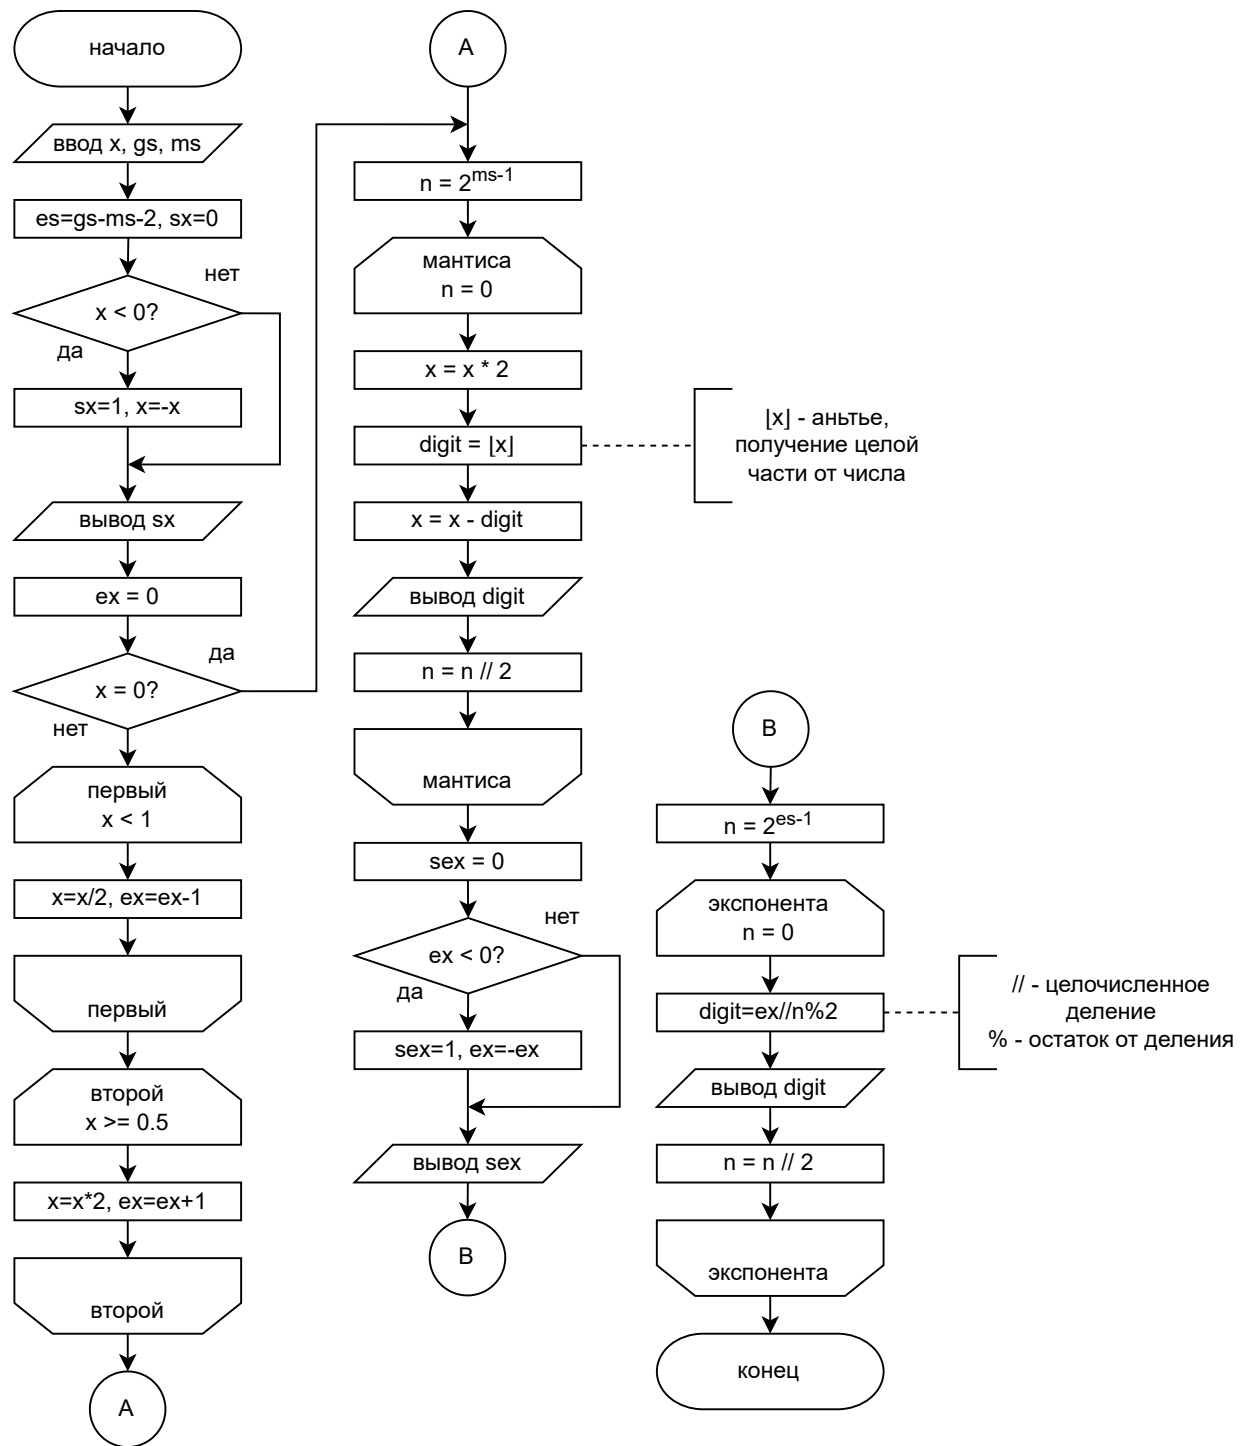 начало
ввод x, gs, ms
es=gs-ms-2, sx=0
x < 0?
нет
да
sx=1, x=-x
вывод sx
ex = 0
x = 0?
да
нет
первый
x < 1
x=x/2, ex=ex-1
первый
второй
x >= 0.5
x=x*2, ex=ex+1
второй
A
A
n = 2^ms-1
мантиса
n = 0
x = x * 2
digit = ⌊x⌋
⌊x⌋ - аньтье,
получение целой
части от числа
x = x - digit
вывод digit
n = n // 2
мантиса
sex = 0
ex < 0?
нет
да
sex=1, ex=-ex
вывод sex
B
B
n = 2^es-1
экспонента
n = 0
digit=ex//n%2
// - целочисленное
деление
% - остаток от деления
вывод digit
n = n // 2
экспонента
конец